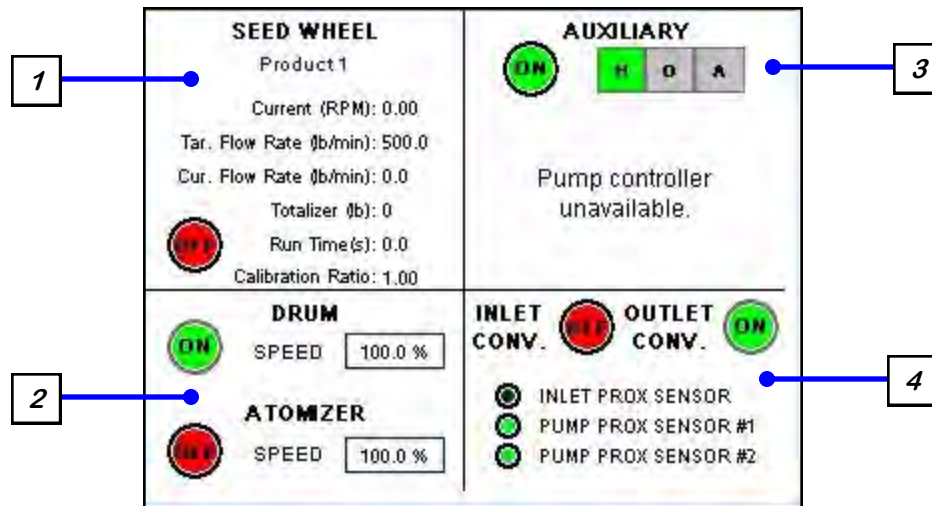 1
SEED WHEEL
Product 1
Current (RPM): 0.00
Tar. Flow Rate (lb/min): 500.0
Cur. Flow Rate (lb/min): 0.0
Totalizer (lb): 0
OFF
Run Time(s): 0.0
Calibration Ratio: 1.00
AUXILIARY
ON
H O A
3
Pump controller
unavailable.
2
DRUM
ON
SPEED 100.0 %
ATOMIZER
OFF
SPEED 100.0 %
INLET
CONV.
OFF
OUTLET
CONV.
ON
4
INLET PROX SENSOR
PUMP PROX SENSOR #1
PUMP PROX SENSOR #2